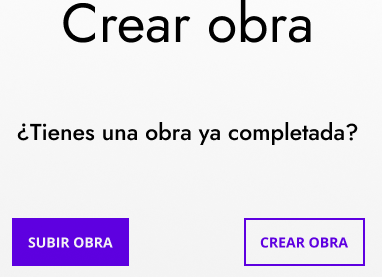 Crear obra
¿Tienes una obra ya completada?
SUBIR OBRA
CREAR OBRA